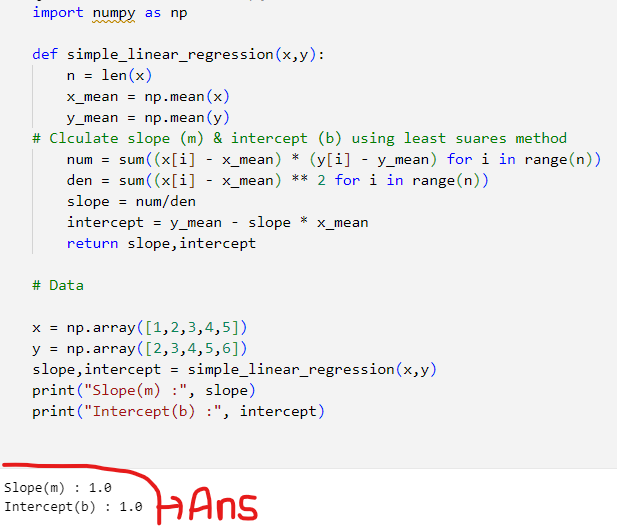 import numpy as np
def simple_linear_regression(x,y):
n = len(x)
x_mean = np.mean(x)
y_mean = np.mean(y)
# Clculate slope (m) & intercept (b) using least suares method
num = sum((x[i] - x_mean) * (y[i] - y_mean) for i in range(n))
den = sum((x[i] - x_mean) ** 2 for i in range(n))
slope = num/den
intercept = y_mean - slope * x_mean
return slope,intercept
# Data
x = np.array([1,2,3,4,5])
y = np.array([2,3,4,5,6])
slope,intercept = simple_linear_regression(x,y)
print("Slope(m) :", slope)
print("Intercept(b) :", intercept)
Slope(m) : 1.0
Intercept(b) : 1.0
Ans